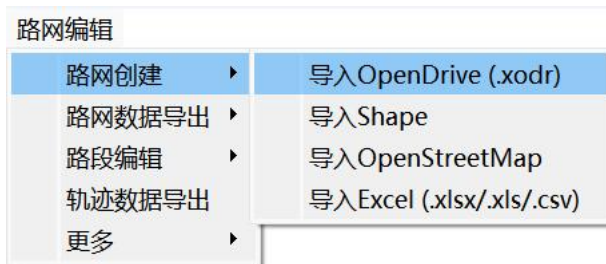 路网编辑
路网创建
路网数据导出
路段编辑
轨迹数据导出
更多
导入OpenDrive (.xodr)
导入Shape
导入OpenStreetMap
导入Excel (.xlsx/.xls/.csv)